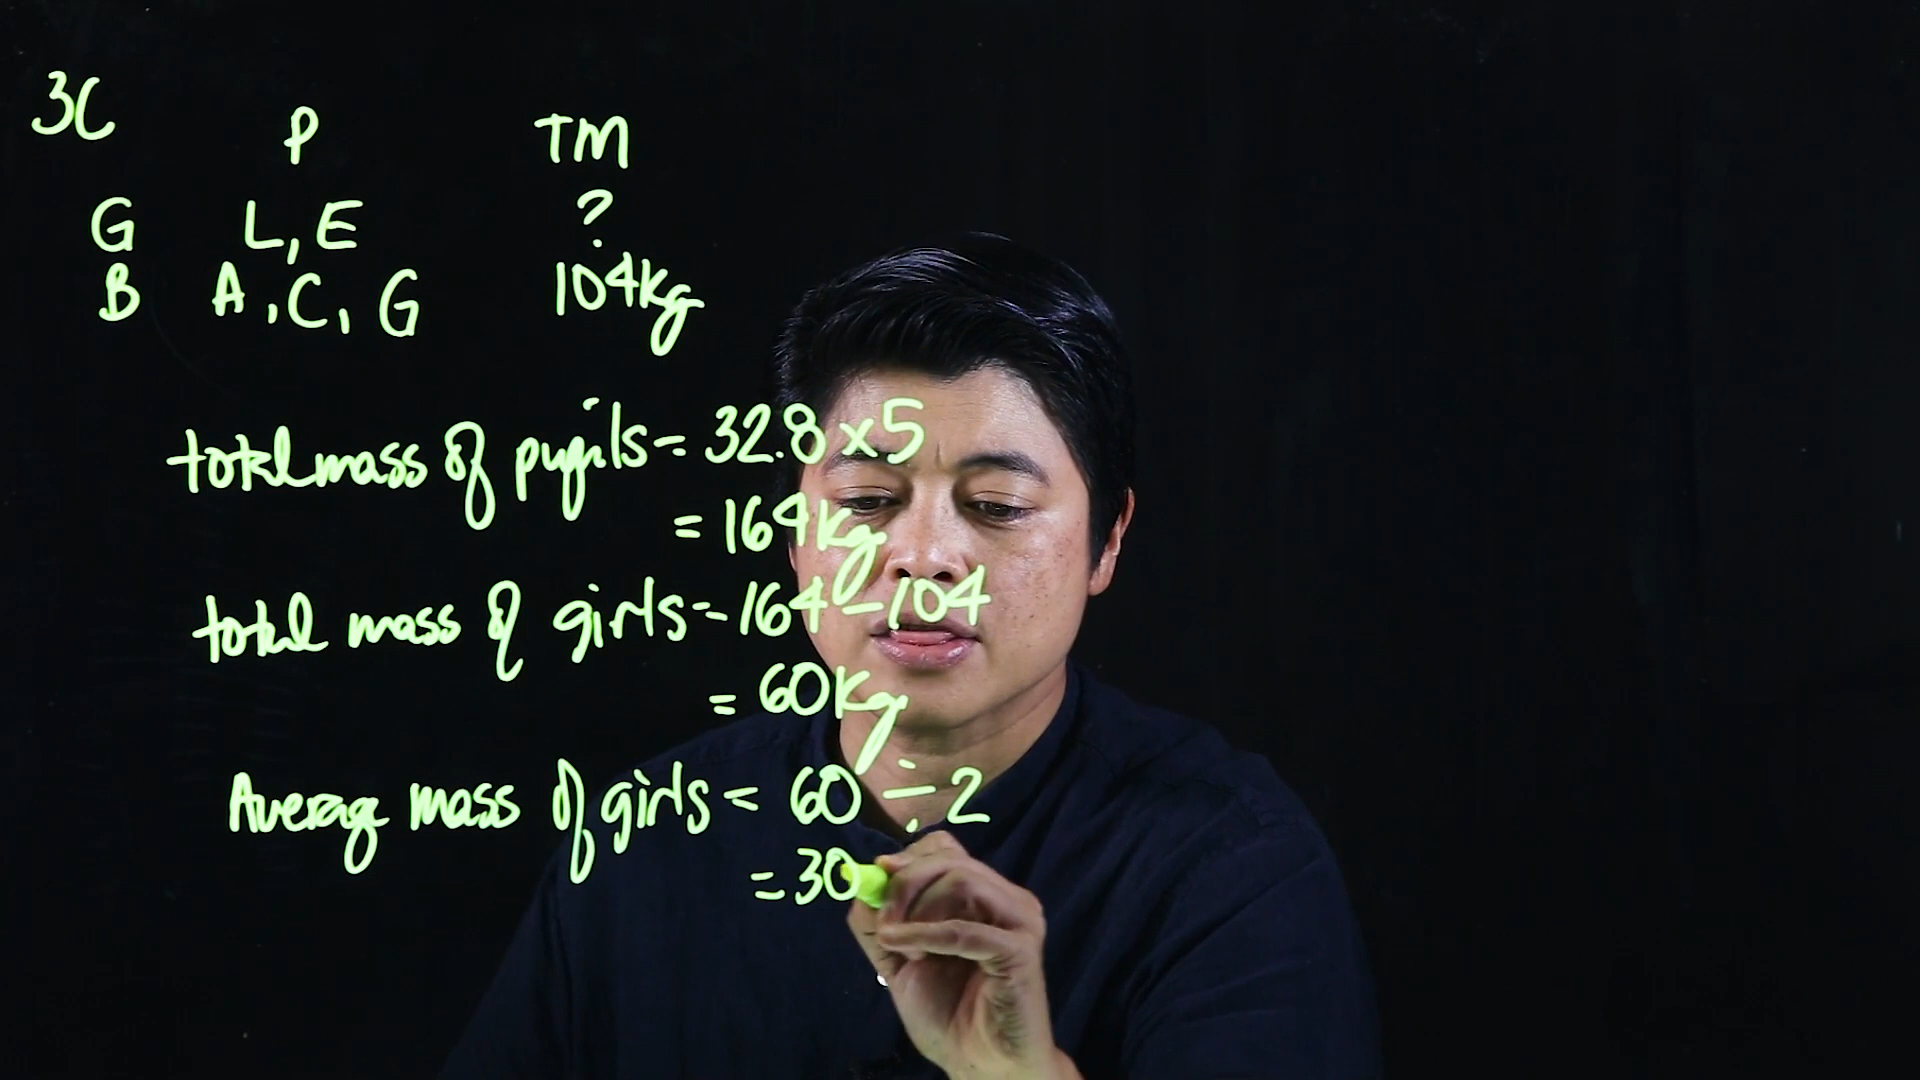 3C
P TM
G L, E ?
B A, C, G 104kg
total mass of pupils = 32.8 x 5
= 164kg
total mass of girls = 164 - 104
= 60kg
Average mass of girls = 60 ÷ 2
= 30